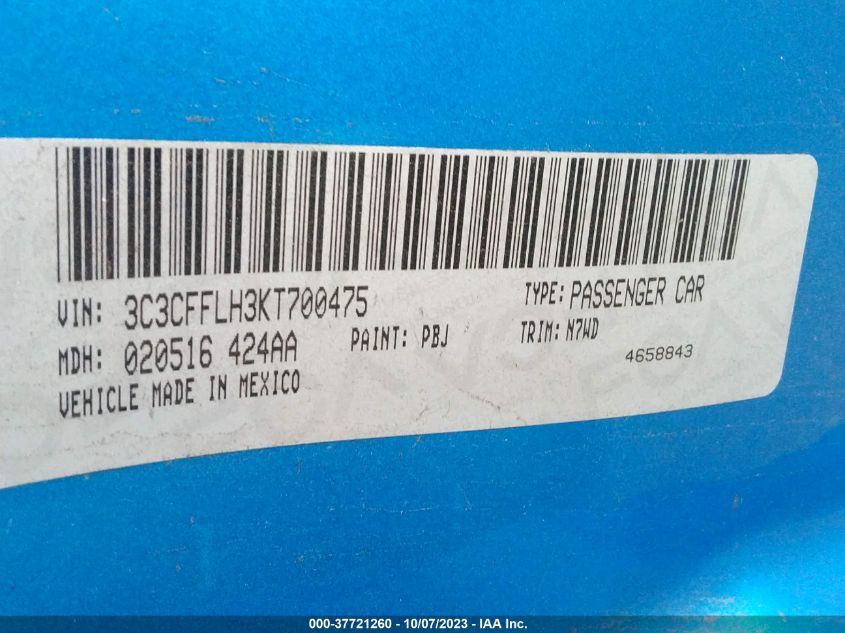 VIN: 3C3CFFLH3KT700475 TYPE: PASSENGER CAR
MDH: 020516 424AA PAINT: PBJ TRIM: N7WD
VEHICLE MADE IN MEXICO 4658843
000-37721260 - 10/07/2023 - IAA Inc.